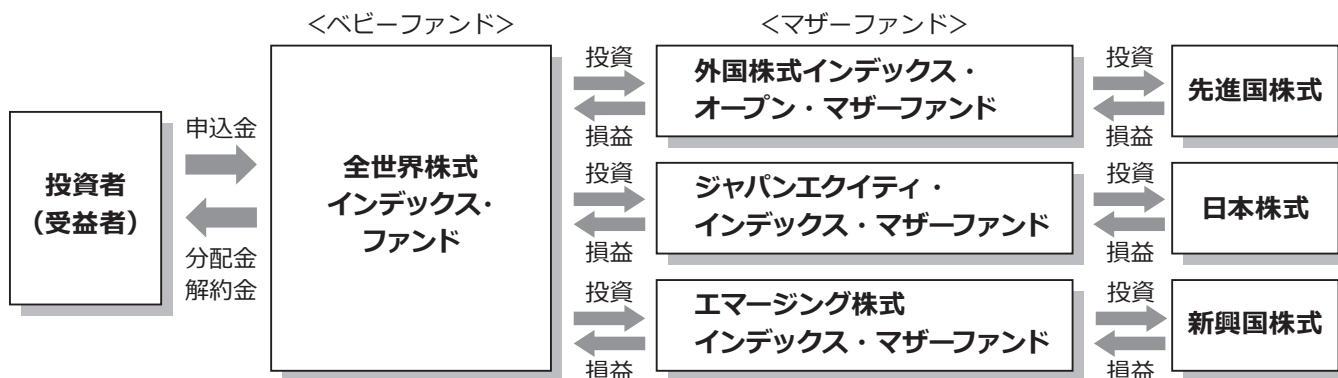 <ベビーファンド>
<マザーファンド>
投資者
(受益者)
申込金
分配金
解約金
全世界株式
インデックス・
ファンド
投資
損益
外国株式インデックス・
オープン・マザーファンド
投資
損益
先進国株式
投資
損益
ジャパンエクイティ・
インデックス・マザーファンド
投資
損益
日本株式
投資
損益
エマージング株式
インデックス・マザーファンド
投資
損益
新興国株式